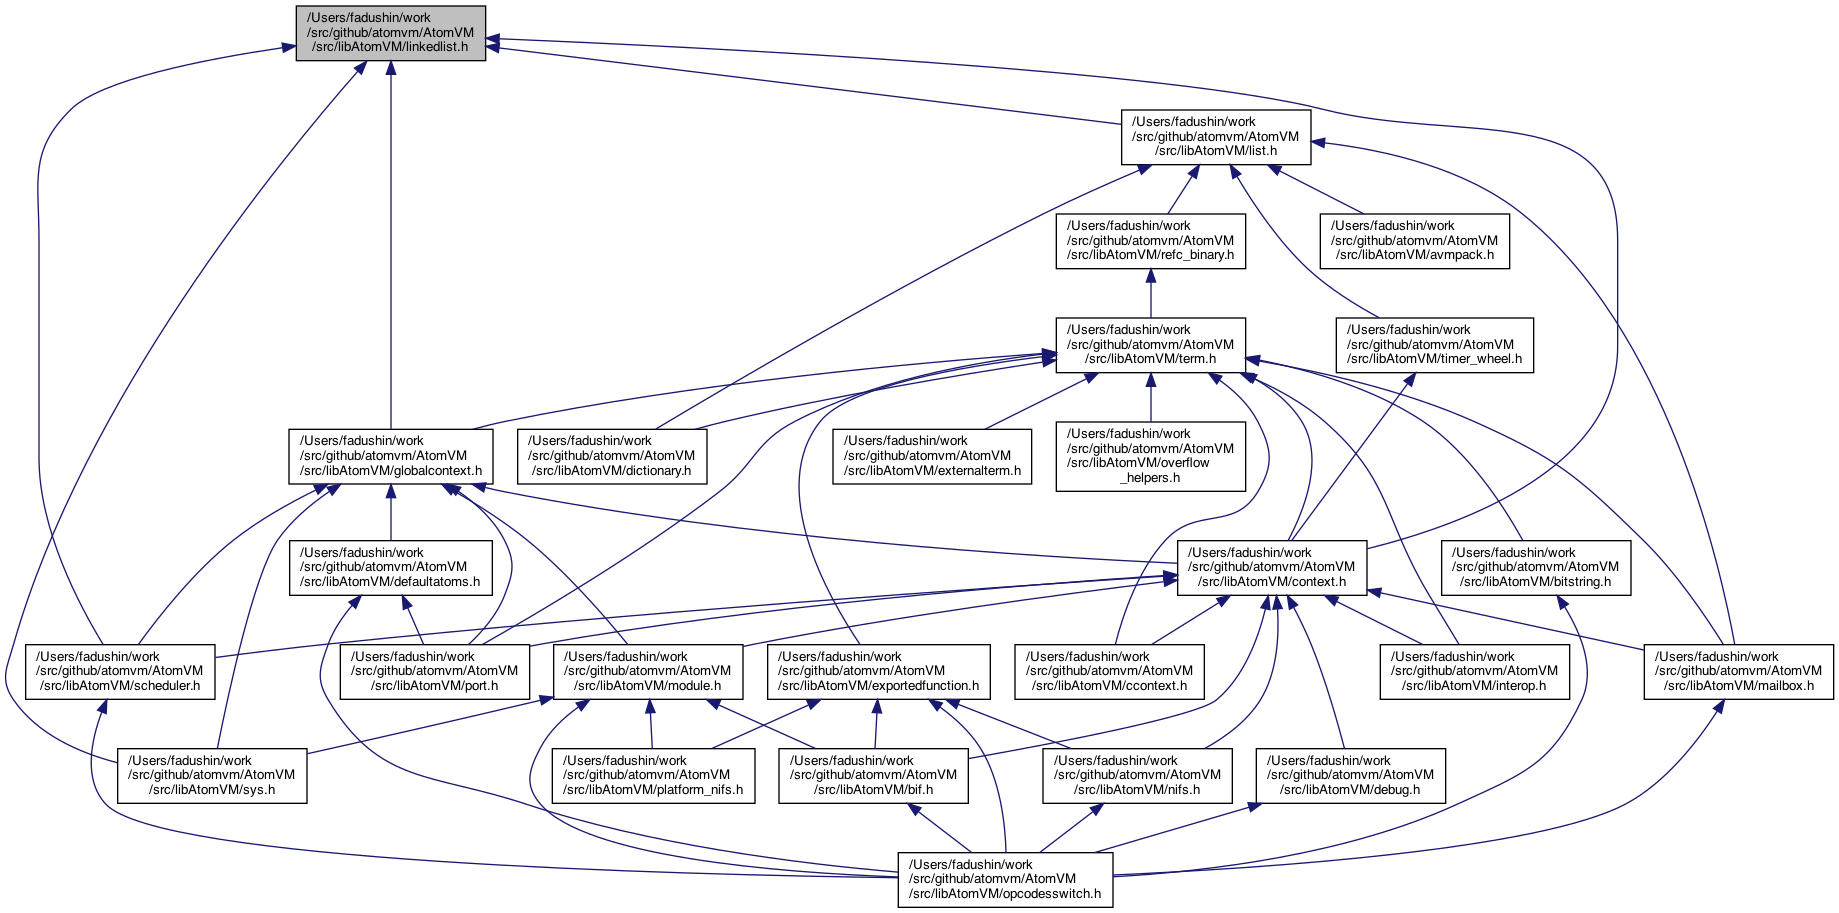 /Users/fadushin/work
/src/github/atomvm/AtomVM
/src/libAtomVM/linkedlist.h
/Users/fadushin/work
/src/github/atomvm/AtomVM
/src/libAtomVM/list.h
/Users/fadushin/work
/src/github/atomvm/AtomVM
/src/libAtomVM/refc_binary.h
/Users/fadushin/work
/src/github/atomvm/AtomVM
/src/libAtomVM/avmpack.h
/Users/fadushin/work
/src/github/atomvm/AtomVM
/src/libAtomVM/term.h
/Users/fadushin/work
/src/github/atomvm/AtomVM
/src/libAtomVM/timer_wheel.h
/Users/fadushin/work
/src/github/atomvm/AtomVM
/src/libAtomVM/globalcontext.h
/Users/fadushin/work
/src/github/atomvm/AtomVM
/src/libAtomVM/dictionary.h
/Users/fadushin/work
/src/github/atomvm/AtomVM
/src/libAtomVM/externalterm.h
/Users/fadushin/work
/src/github/atomvm/AtomVM
/src/libAtomVM/overflow
_helpers.h
/Users/fadushin/work
/src/github/atomvm/AtomVM
/src/libAtomVM/defaultatoms.h
/Users/fadushin/work
/src/github/atomvm/AtomVM
/src/libAtomVM/context.h
/Users/fadushin/work
/src/github/atomvm/AtomVM
/src/libAtomVM/bitstring.h
/Users/fadushin/work
/src/github/atomvm/AtomVM
/src/libAtomVM/scheduler.h
/Users/fadushin/work
/src/github/atomvm/AtomVM
/src/libAtomVM/port.h
/Users/fadushin/work
/src/github/atomvm/AtomVM
/src/libAtomVM/module.h
/Users/fadushin/work
/src/github/atomvm/AtomVM
/src/libAtomVM/exportedfunction.h
/Users/fadushin/work
/src/github/atomvm/AtomVM
/src/libAtomVM/ccontext.h
/Users/fadushin/work
/src/github/atomvm/AtomVM
/src/libAtomVM/interop.h
/Users/fadushin/work
/src/github/atomvm/AtomVM
/src/libAtomVM/mailbox.h
/Users/fadushin/work
/src/github/atomvm/AtomVM
/src/libAtomVM/sys.h
/Users/fadushin/work
/src/github/atomvm/AtomVM
/src/libAtomVM/platform_nifs.h
/Users/fadushin/work
/src/github/atomvm/AtomVM
/src/libAtomVM/bif.h
/Users/fadushin/work
/src/github/atomvm/AtomVM
/src/libAtomVM/nifs.h
/Users/fadushin/work
/src/github/atomvm/AtomVM
/src/libAtomVM/debug.h
/Users/fadushin/work
/src/github/atomvm/AtomVM
/src/libAtomVM/opcodesswitch.h